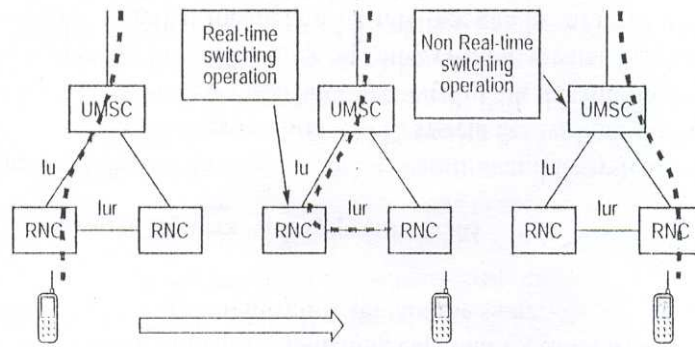 Real-time
switching
operation
Non Real-time
switching
operation
UMSC
UMSC
UMSC
Iu
Iu
Iu
Iur
Iur
Iur
RNC
RNC
RNC
RNC
RNC
RNC